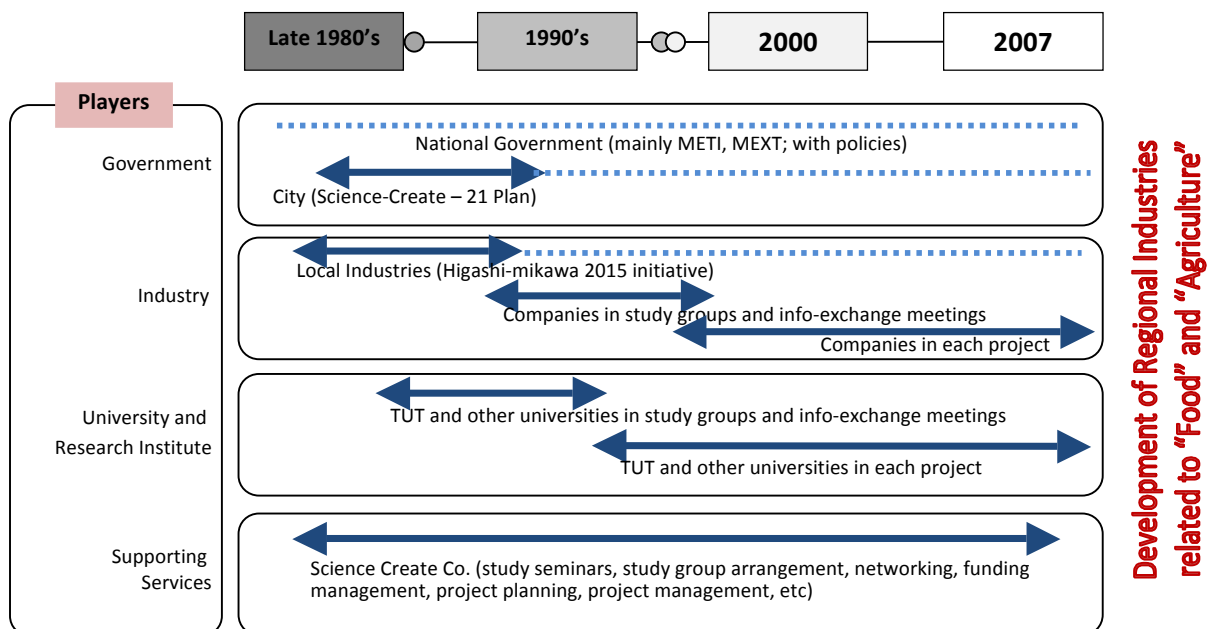 Late 1980’s
1990’s
2000
2007
Players
Government
National Government (mainly METI, MEXT; with policies)
City (Science-Create – 21 Plan)
Industry
Local Industries (Higashi-mikawa 2015 initiative)
Companies in study groups and info-exchange meetings
Companies in each project
University and
Research Institute
TUT and other universities in study groups and info-exchange meetings
TUT and other universities in each project
Supporting
Services
Science Create Co. (study seminars, study group arrangement, networking, funding
management, project planning, project management, etc)
Development of Regional Industries
related to “Food” and “Agriculture”